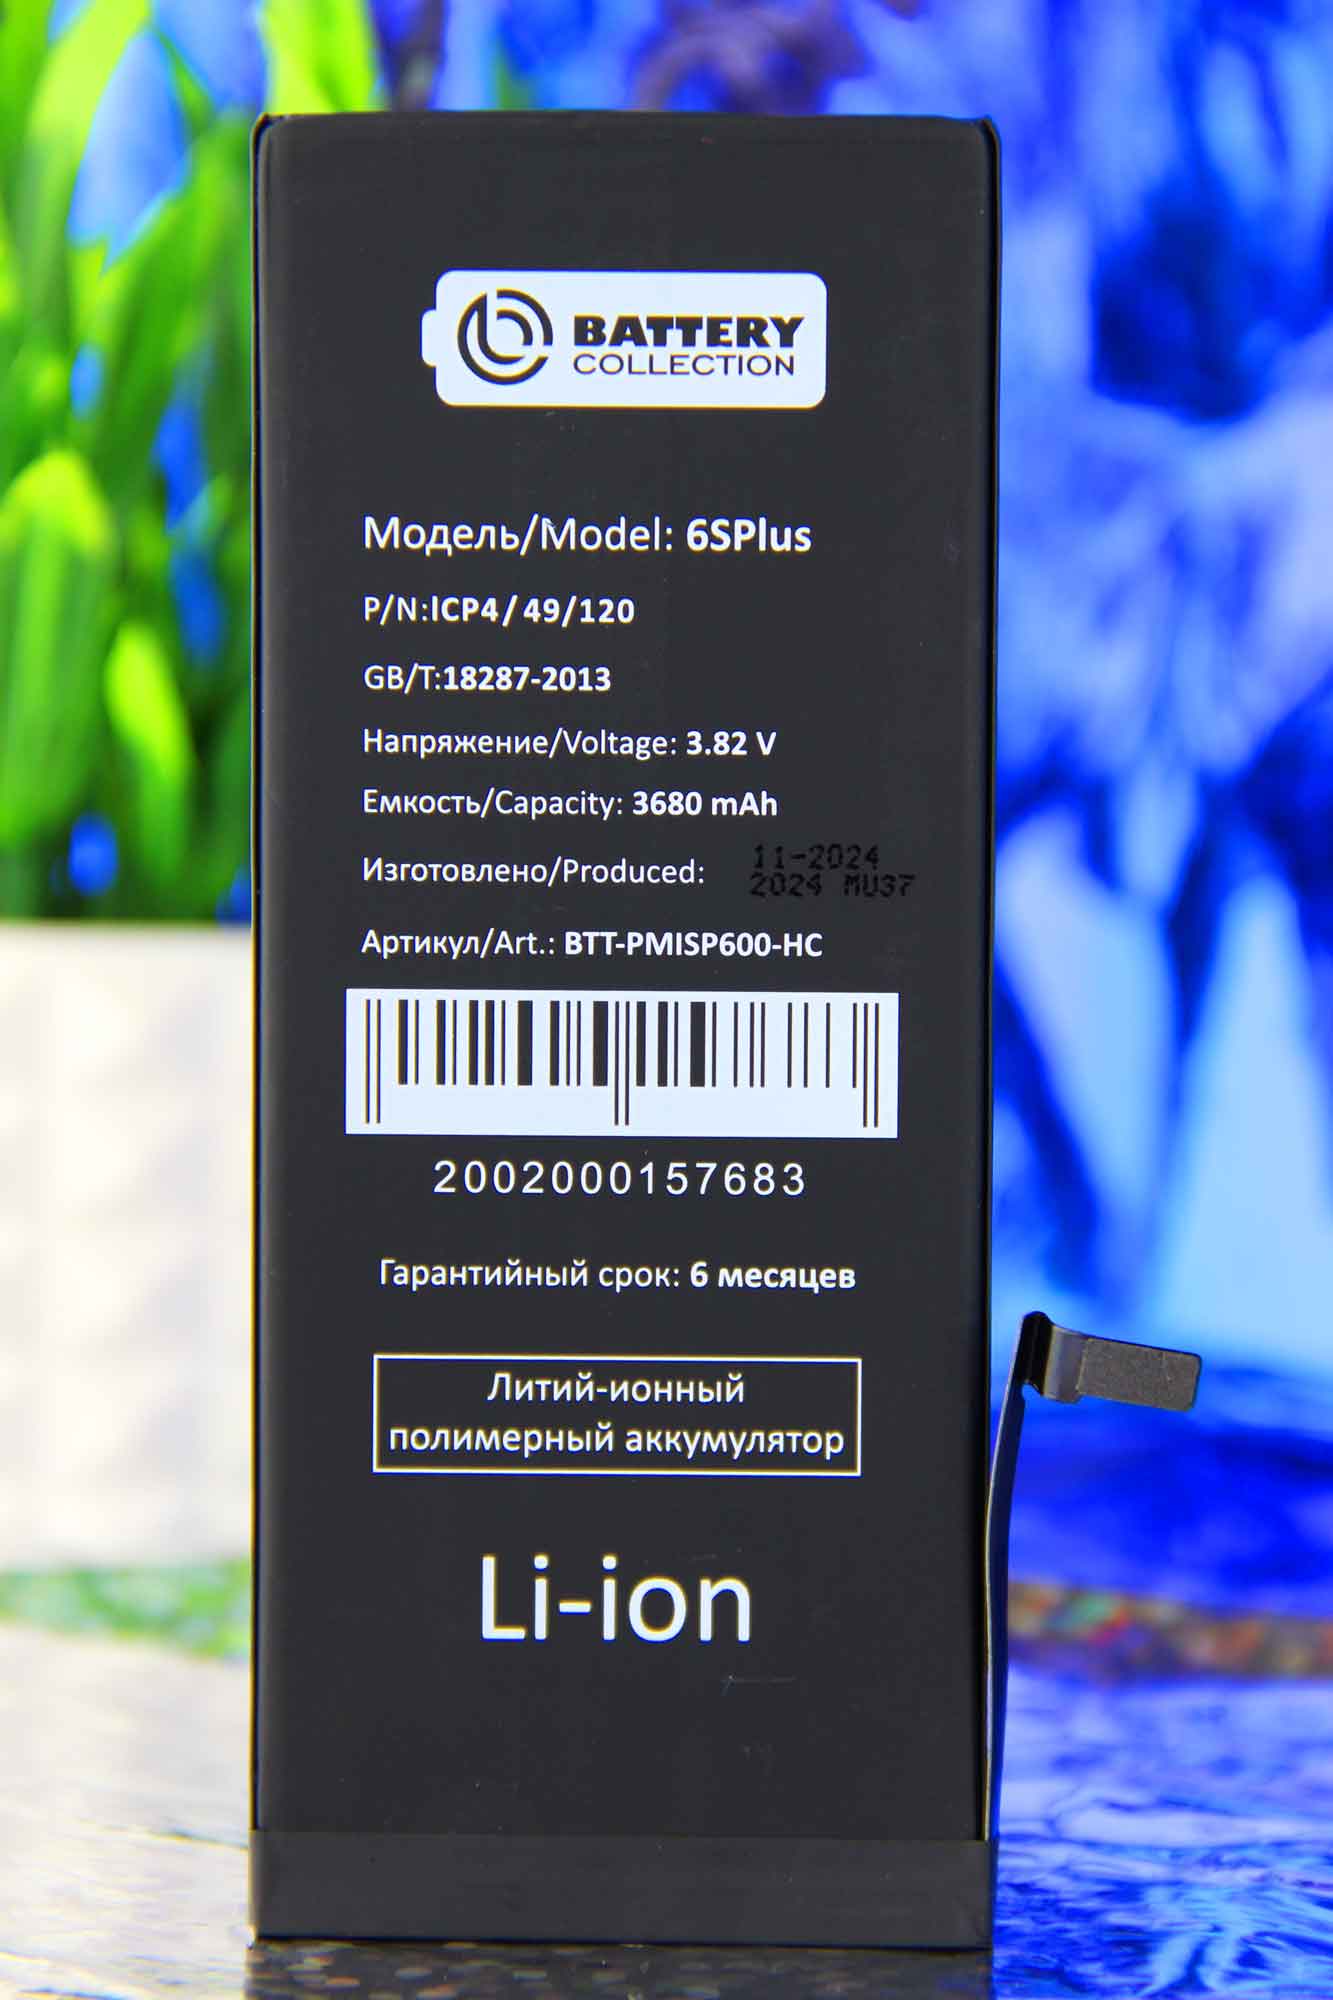 BATTERY
COLLECTION
Модель/Model: 6SPlus
P/N:ICP4/49/120
GB/T:18287-2013
Напряжение/Voltage: 3.82 V
Емкость/Capacity: 3680 mAh
Изготовлено/Produced: 11-2024
2024 MU37
Артикул/Art.: BTT-PMISP600-HC
2002000157683
Гарантийный срок: 6 месяцев
Литий-ионный
полимерный аккумулятор
Li-ion